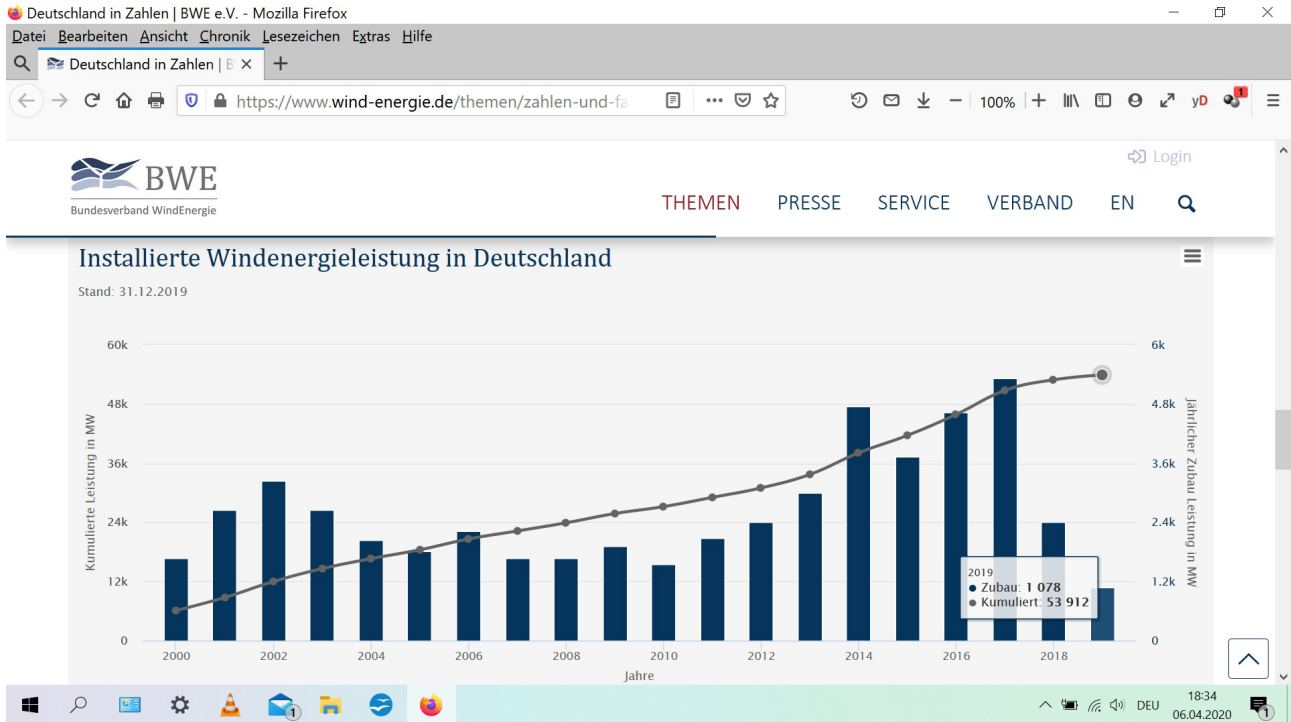 Deutschland in Zahlen | BWE e.V. - Mozilla Firefox
Datei Bearbeiten Ansicht Chronik Lesezeichen Extras Hilfe
Deutschland in Zahlen | B
https://www.wind-energie.de/themen/zahlen-und-fa
100%
yD
1
Login
BWE
Bundesverband WindEnergie
THEMEN PRESSE SERVICE VERBAND EN
Installierte Windenergieleistung in Deutschland
Stand: 31.12.2019
60k 6k
48k 4.8k
36k 3.6k
24k 2.4k
12k 1.2k
0 0
Kumulierte Leistung in MW
Jährlicher Zubau Leistung in MW
2019
Zubau: 1 078
Kumuliert: 53 912
2000 2002 2004 2006 2008 2010 2012 2014 2016 2018
Jahre
1
DEU
18:34
06.04.2020
1